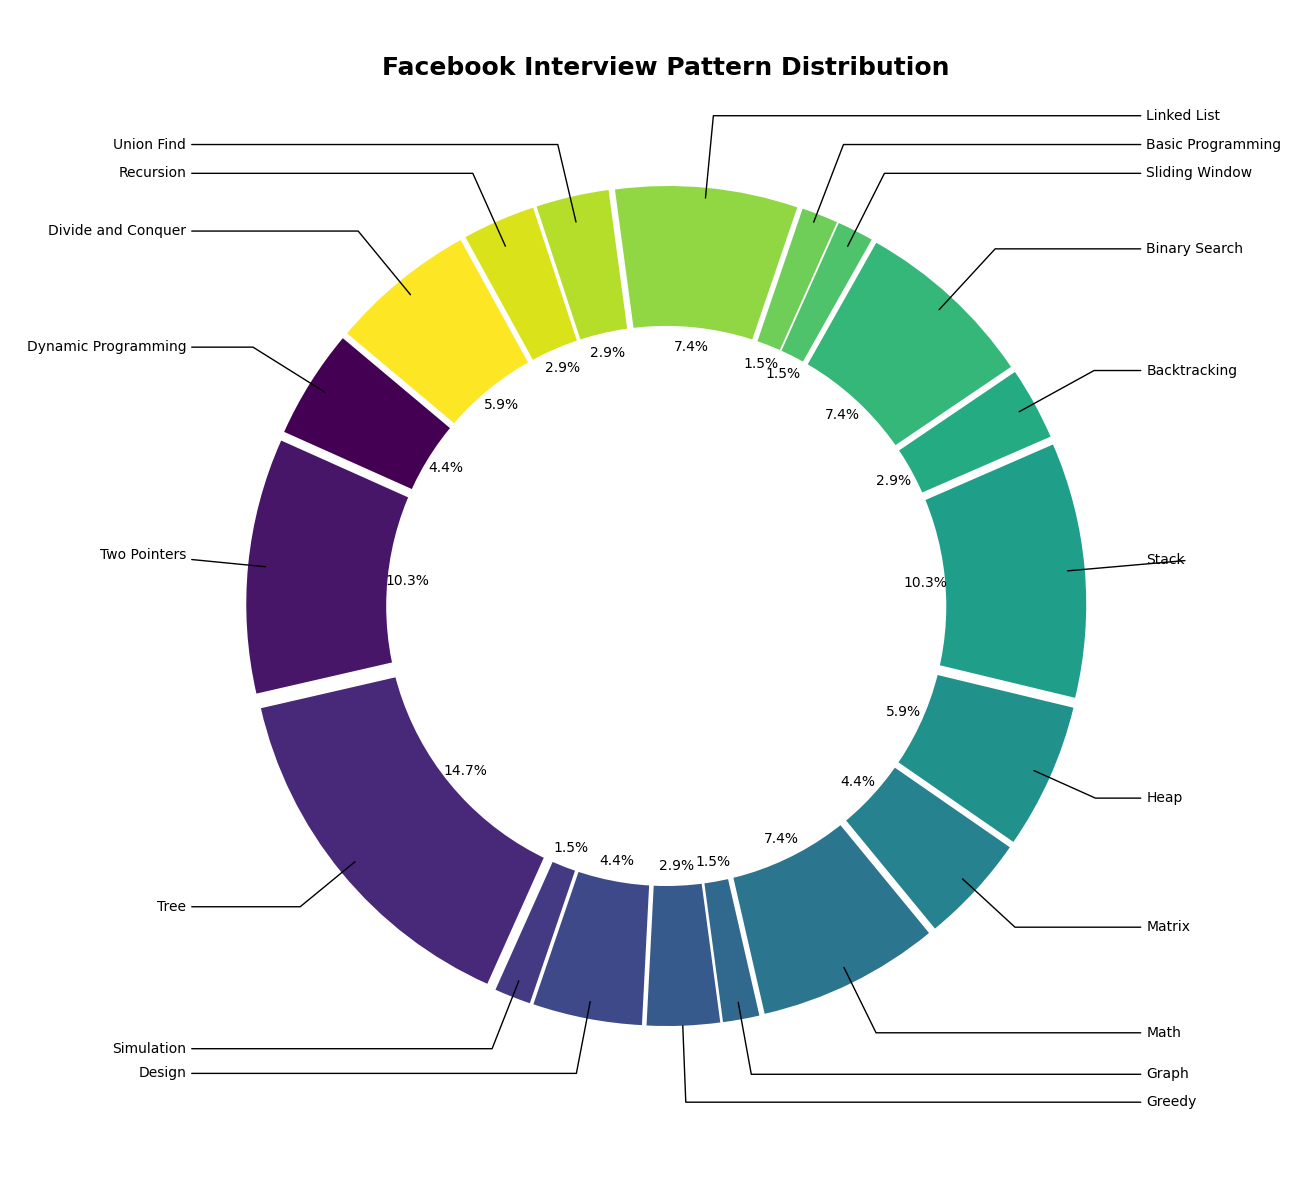 Facebook Interview Pattern Distribution
Linked List
Union Find
Basic Programming
Recursion
Sliding Window
Divide and Conquer
Binary Search
Dynamic Programming
Backtracking
Two Pointers
Stack
Tree
Heap
Matrix
Simulation
Math
Design
Graph
Greedy
7.4%
2.9%
1.5%
2.9%
1.5%
5.9%
7.4%
4.4%
2.9%
10.3%
10.3%
5.9%
14.7%
4.4%
7.4%
1.5%
4.4%
2.9%
1.5%